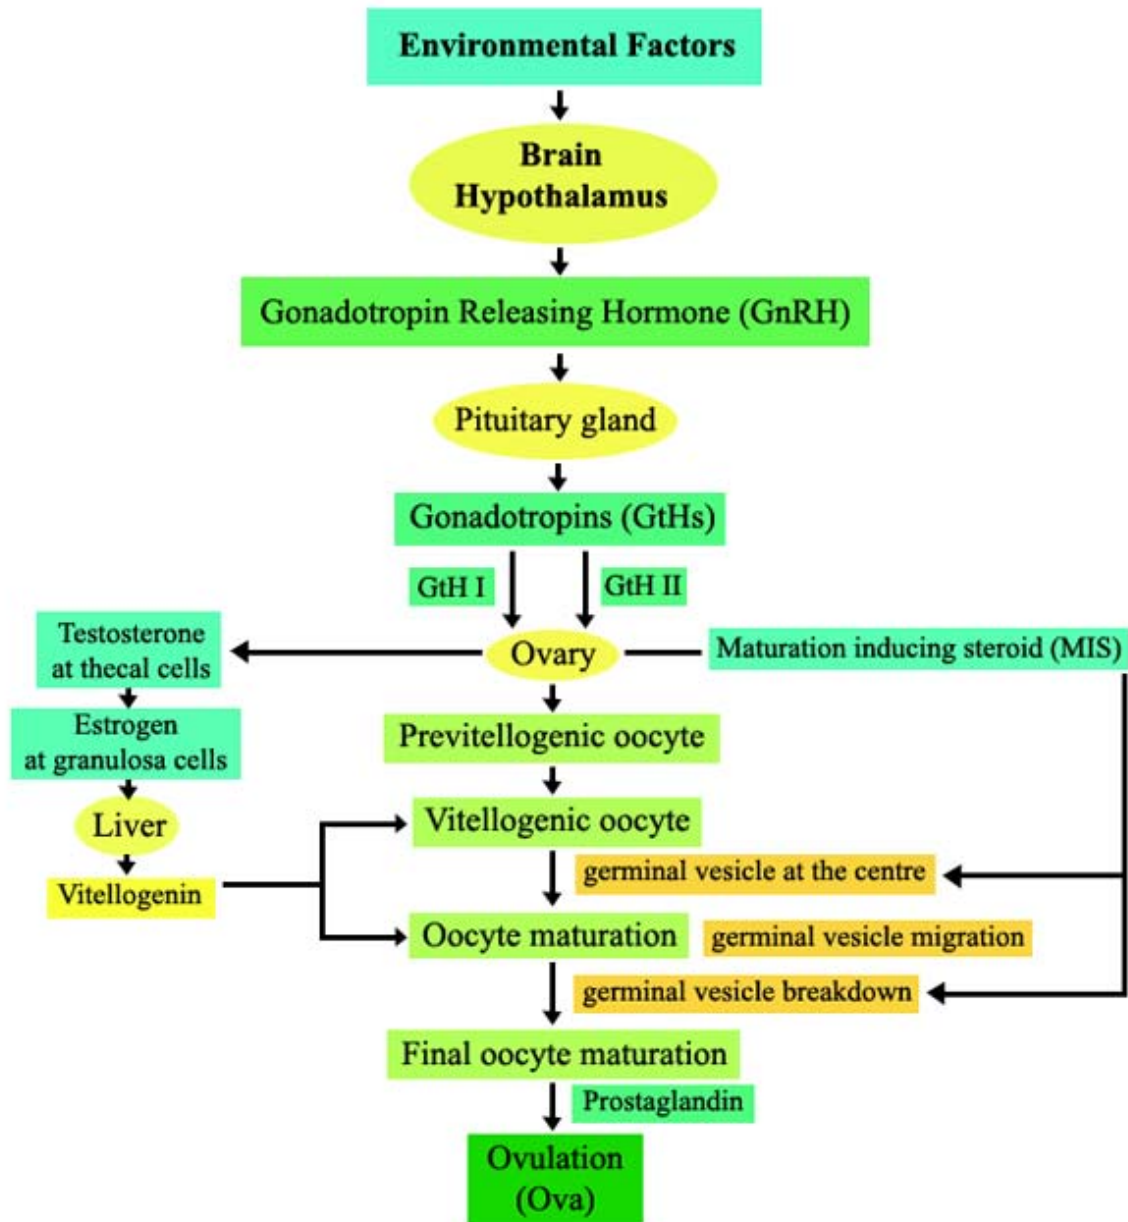 Environmental Factors
Brain
Hypothalamus
Gonadotropin Releasing Hormone (GnRH)
Pituitary gland
Gonadotropins (GtHs)
GtH I
GtH II
Testosterone
at thecal cells
Ovary
Maturation inducing steroid (MIS)
Estrogen
at granulosa cells
Previtellogenic oocyte
Liver
Vitellogenic oocyte
germinal vesicle at the centre
Vitellogenin
Oocyte maturation
germinal vesicle migration
germinal vesicle breakdown
Final oocyte maturation
Prostaglandin
Ovulation
(Ova)